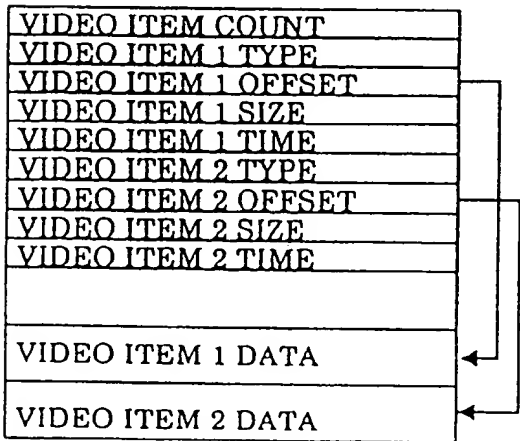 VIDEO ITEM COUNT
VIDEO ITEM 1 TYPE
VIDEO ITEM 1 OFFSET
VIDEO ITEM 1 SIZE
VIDEO ITEM 1 TIME
VIDEO ITEM 2 TYPE
VIDEO ITEM 2 OFFSET
VIDEO ITEM 2 SIZE
VIDEO ITEM 2 TIME
VIDEO ITEM 1 DATA
VIDEO ITEM 2 DATA